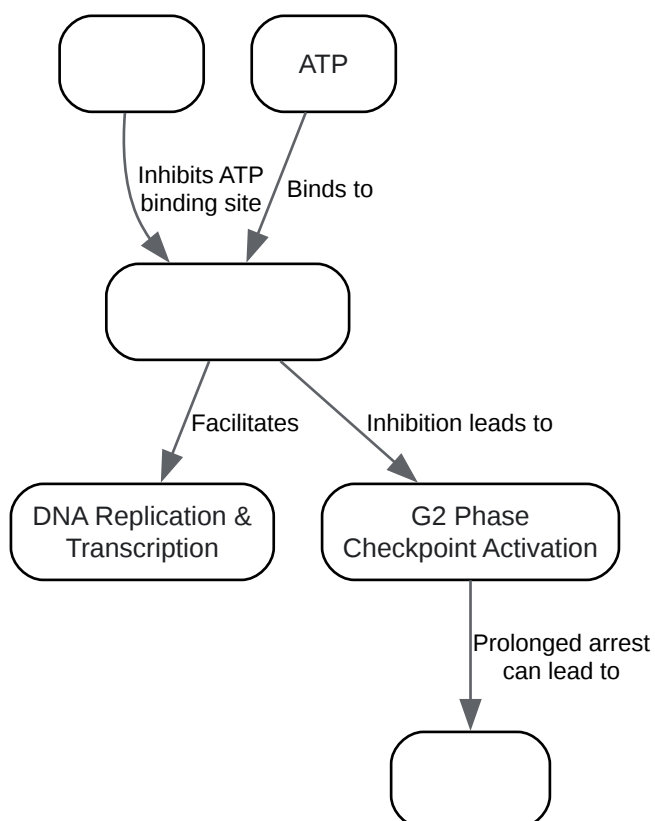 ATP
Inhibits ATP
binding site
Binds to
Facilitates
Inhibition leads to
DNA Replication &
Transcription
G2 Phase
Checkpoint Activation
Prolonged arrest
can lead to